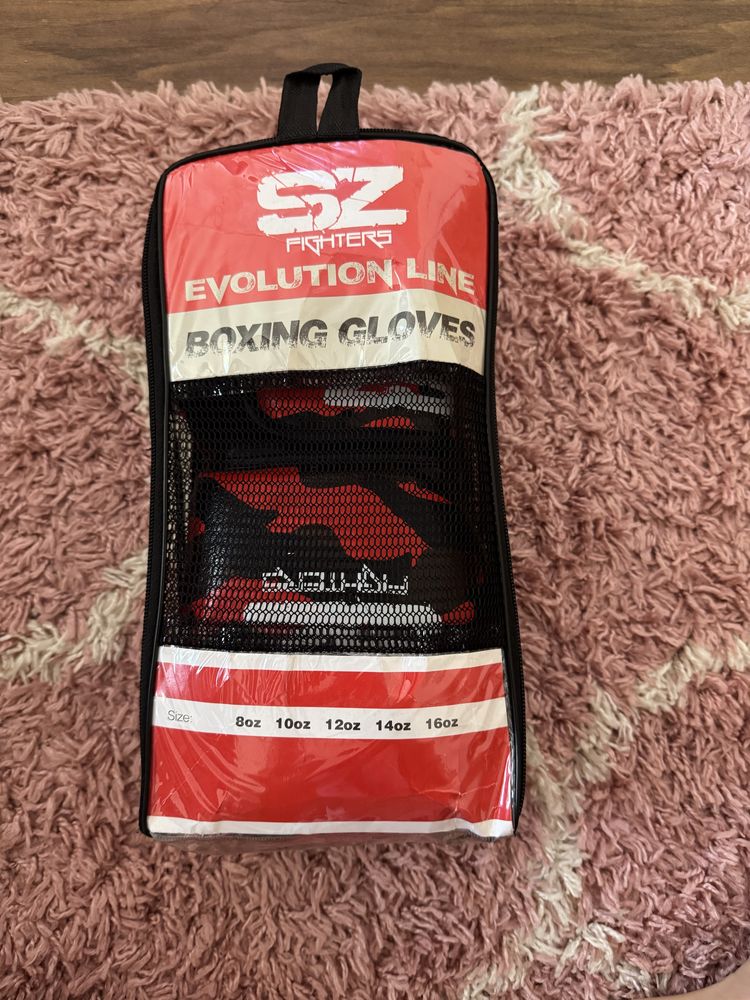 SZ
FIGHTERS
EVOLUTION LINE
BOXING GLOVES
Size: 8oz 10oz 12oz 14oz 16oz